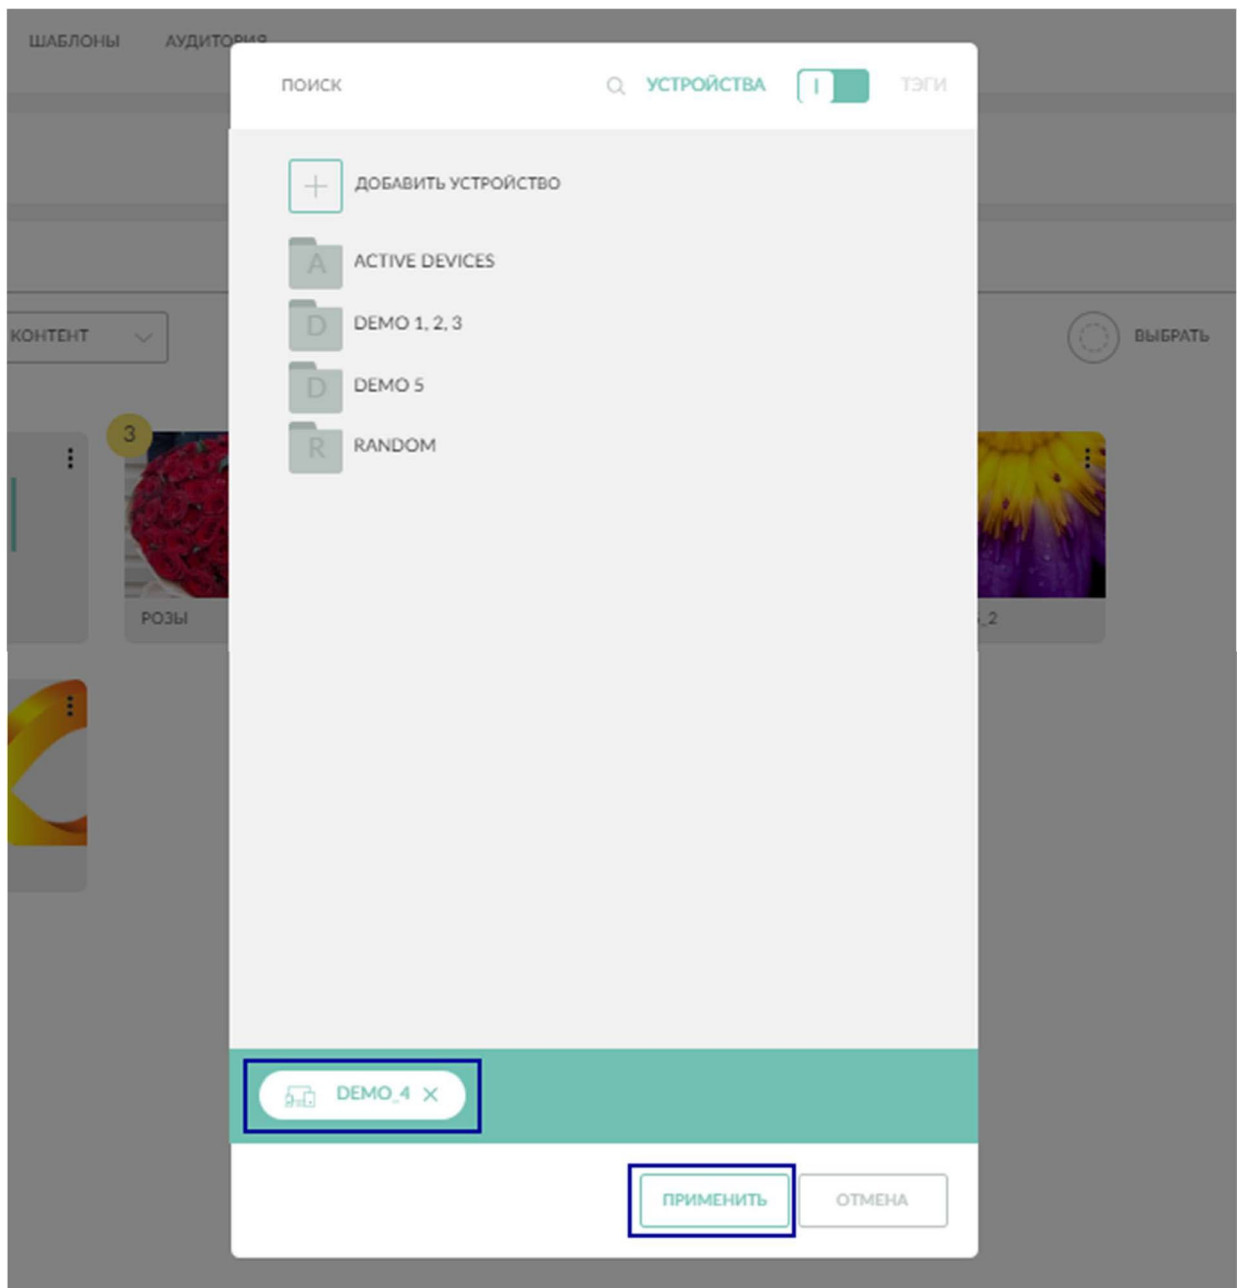 ШАБЛОНЫ АУДИТОРИЯ
ПОИСК УСТРОЙСТВА ТЭГИ
ДОБАВИТЬ УСТРОЙСТВО
A ACTIVE DEVICES
D DEMO 1, 2, 3
КОНТЕНТ ВЫБРАТЬ
D DEMO 5
3
R RANDOM
РОЗЫ _2
DEMO_4
ПРИМЕНИТЬ ОТМЕНА